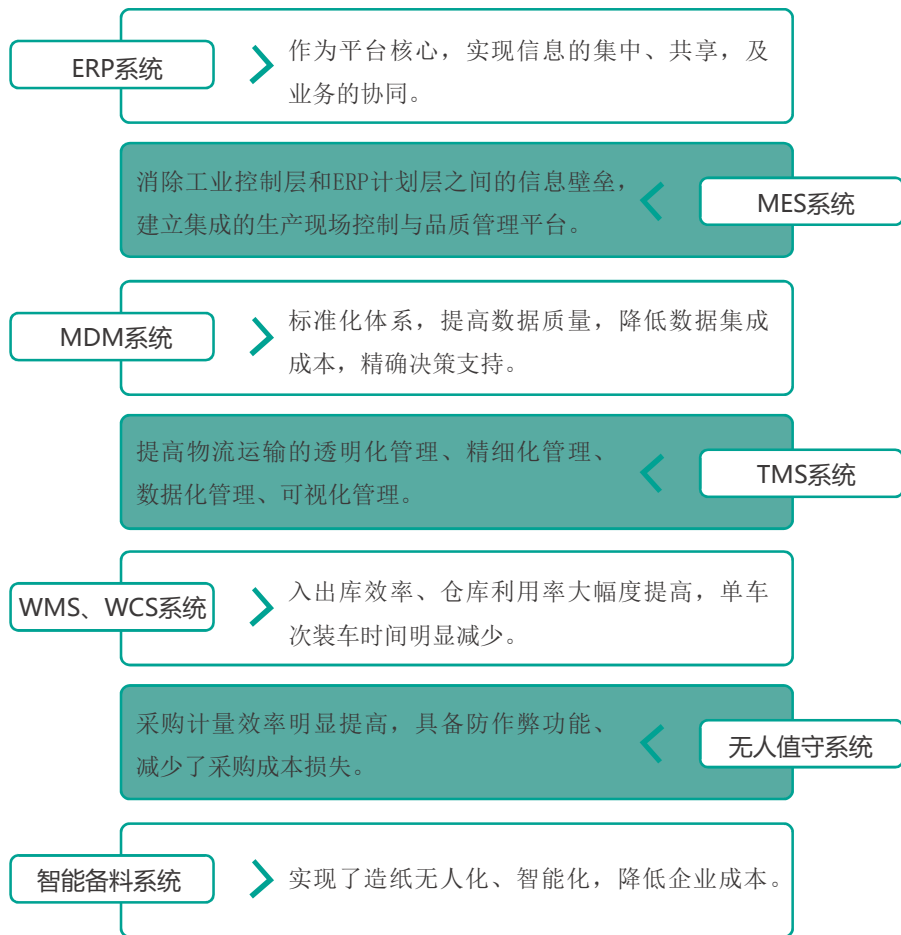 ERP系统
作为平台核心，实现信息的集中、共享，及
业务的协同。
消除工业控制层和ERP计划层之间的信息壁垒，
建立集成的生产现场控制与品质管理平台。
MES系统
MDM系统
标准化体系，提高数据质量，降低数据集成
成本，精确决策支持。
提高物流运输的透明化管理、精细化管理、
数据化管理、可视化管理。
TMS系统
WMS、WCS系统
入出库效率、仓库利用率大幅度提高，单车
次装车时间明显减少。
采购计量效率明显提高，具备防作弊功能、
减少了采购成本损失。
无人值守系统
智能备料系统
实现了造纸无人化、智能化，降低企业成本。